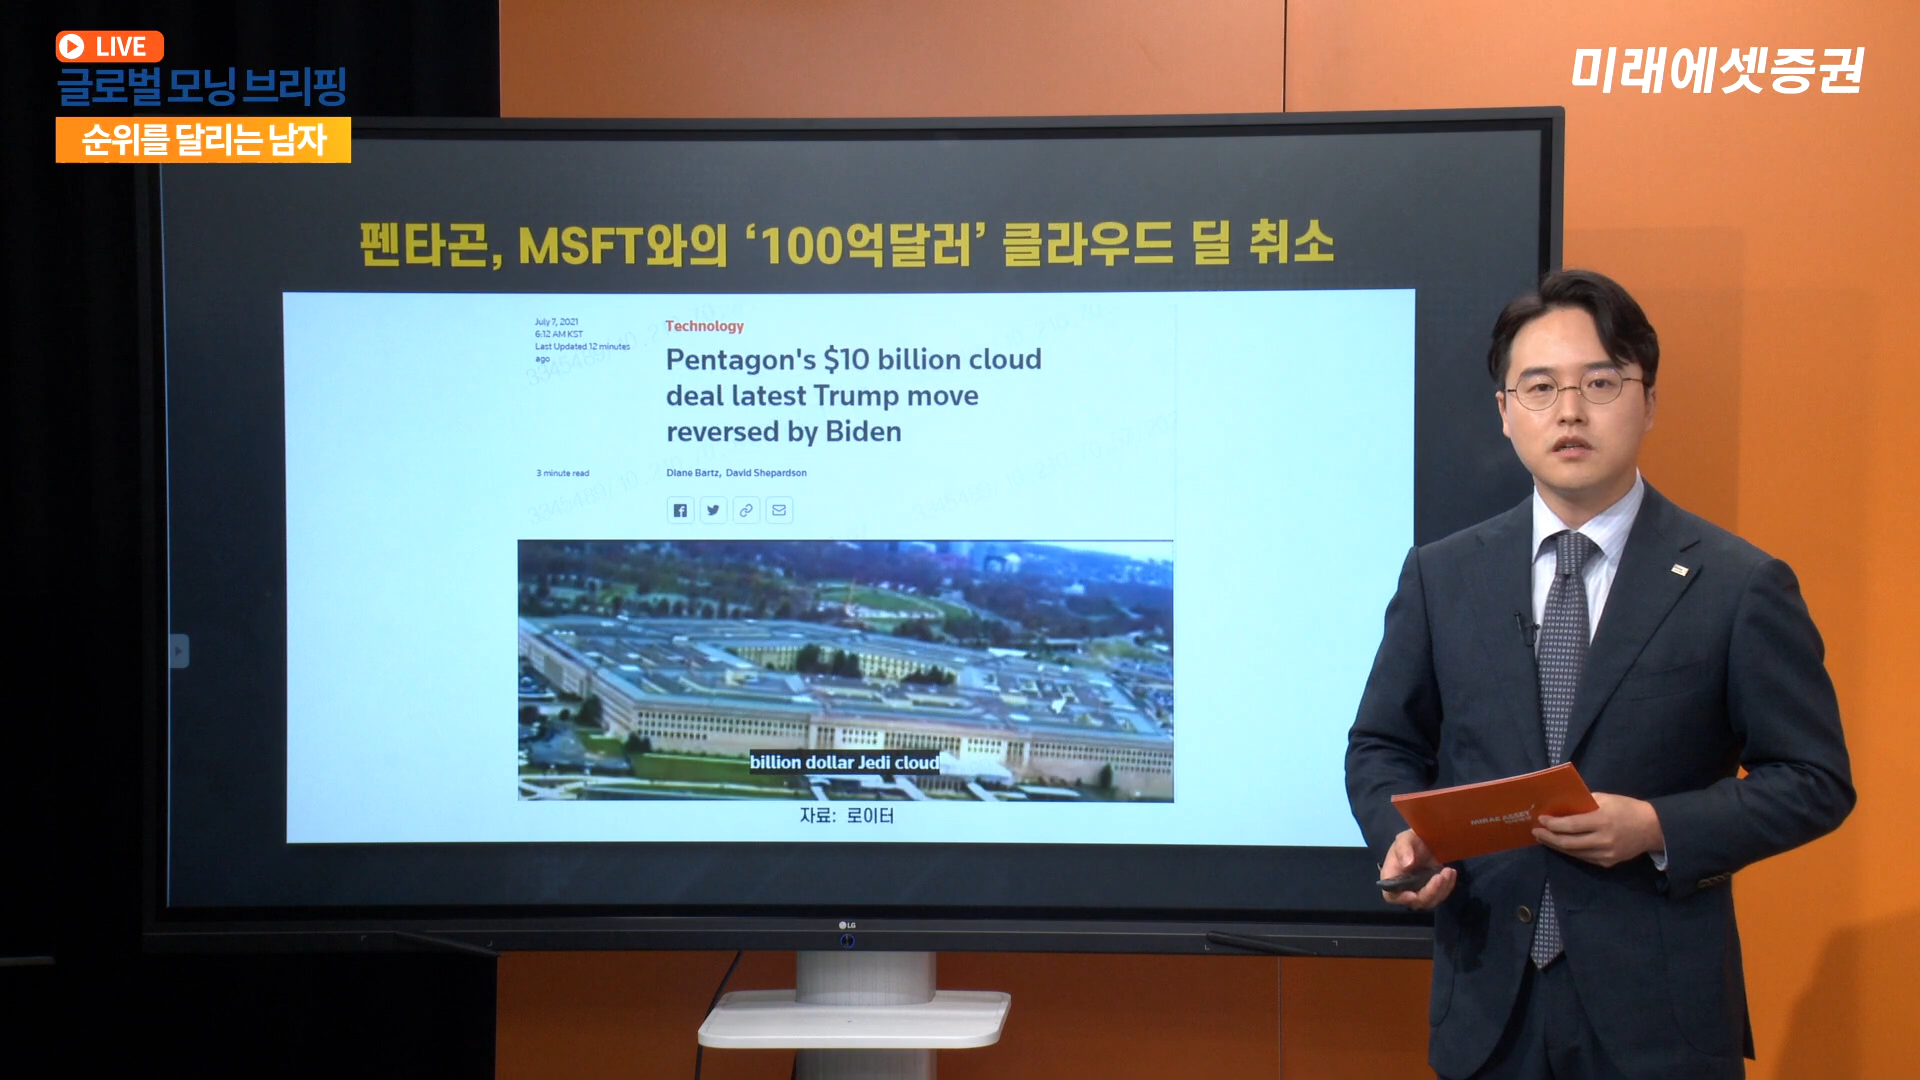 LIVE
글로벌 모닝 브리핑
순위를 달리는 남자
미래에셋증권
펜타곤, MSFT와의 ‘100억달러’ 클라우드 딜 취소
July 7, 2021
6:12 AM KST
Last Updated 12 minutes
ago
Technology
Pentagon's $10 billion cloud
deal latest Trump move
reversed by Biden
3 minute read
Diane Bartz, David Shepardson
billion dollar Jedi cloud
자료: 로이터
LG
MIRAE ASSET